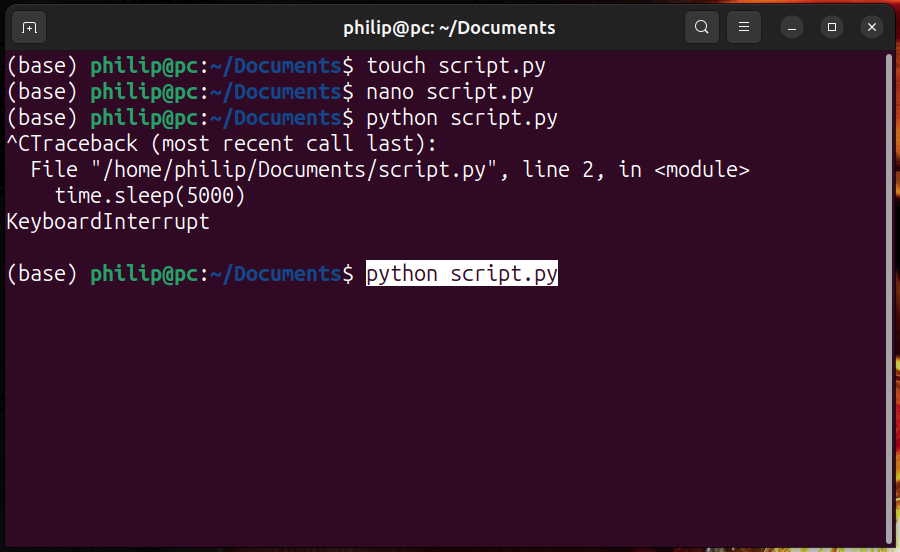 philip@pc: ~/Documents
(base) philip@pc:~/Documents$ touch script.py
(base) philip@pc:~/Documents$ nano script.py
(base) philip@pc:~/Documents$ python script.py
^CTraceback (most recent call last):
  File "/home/philip/Documents/script.py", line 2, in <module>
    time.sleep(5000)
KeyboardInterrupt
(base) philip@pc:~/Documents$ python script.py